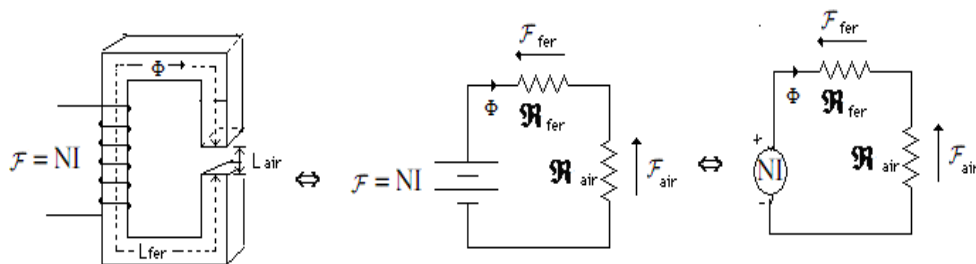 Φ
ℱ = NI
L air
Lfer
⇔
ℱ fer
Φ
ℜ fer
ℱ = NI
ℜ air
ℱ air
⇔
ℱ fer
Φ
ℜ fer
+
NI
-
ℜ air
ℱ air